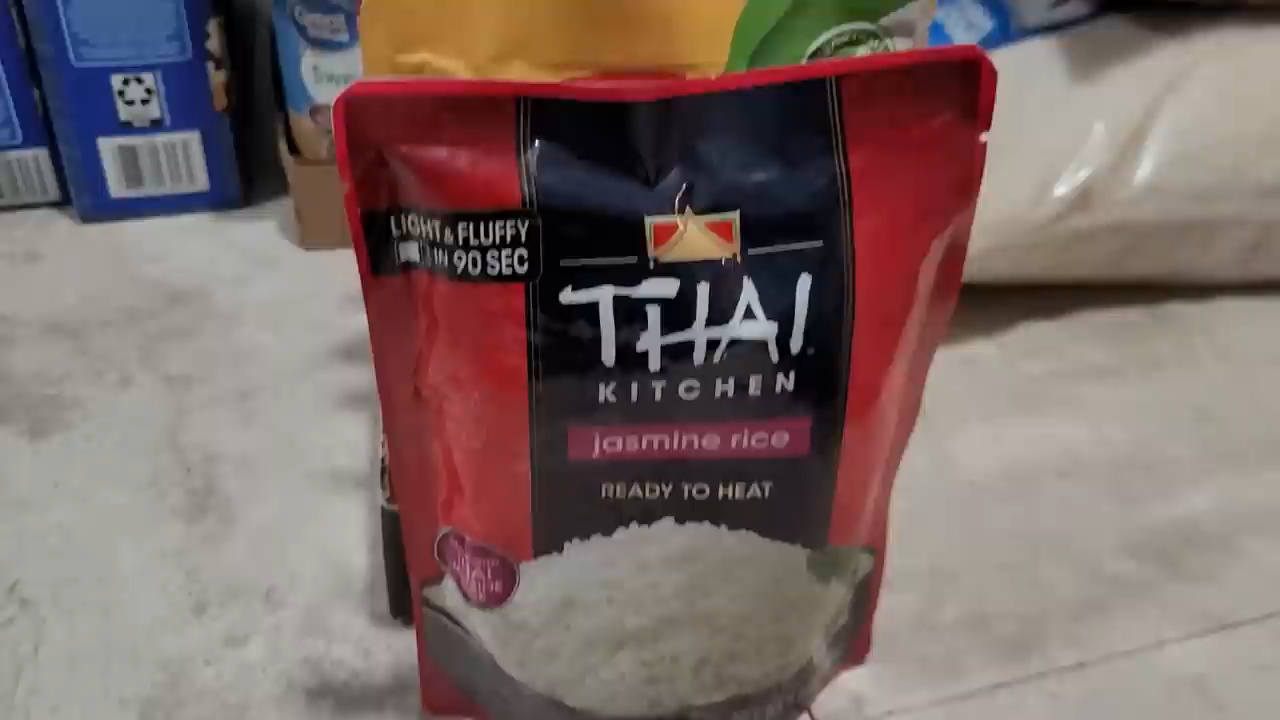 LIGHT & FLUFFY
IN 90 SEC
THAI
KITCHEN
jasmine rice
READY TO HEAT